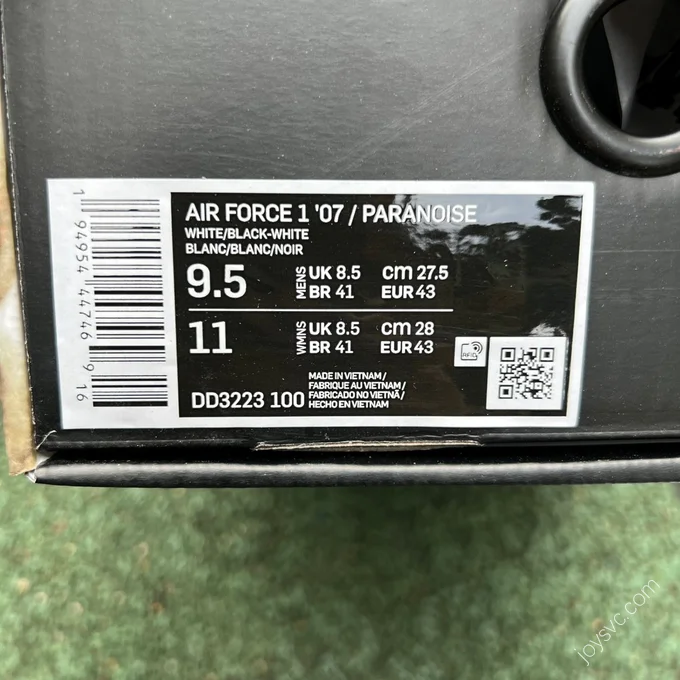 AIR FORCE 1 '07 / PARANOISE
WHITE/BLACK-WHITE
BLANC/BLANC/NOIR
9.5 MENS UK 8.5 CM 27.5
BR 41 EUR 43
11 WMNS UK 8.5 CM 28
BR 41 EUR 43
RFID
MADE IN VIETNAM /
FABRIQUE AU VIETNAM /
FABRICADO NO VIETNÃ /
HECHO EN VIETNAM
DD3223 100
1 94954 44746 9 16
joysvc.com